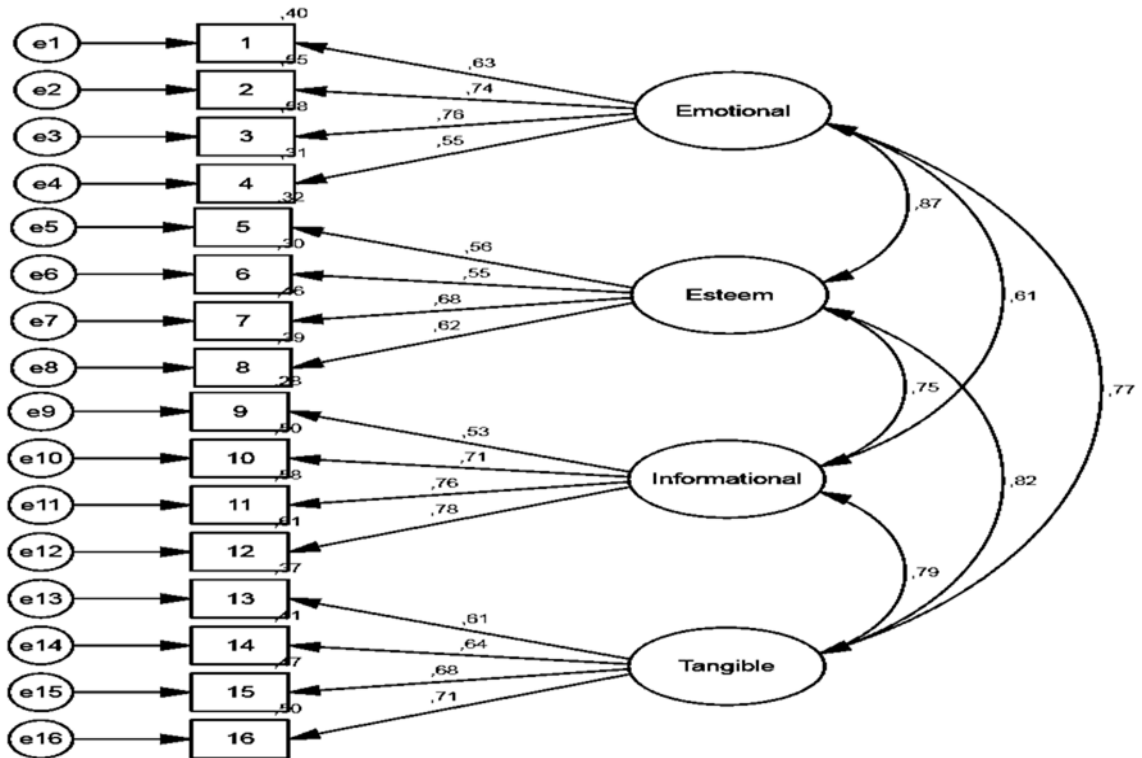 ,40
e1 1
,63
,55
e2 2
,74
Emotional
,58
e3 3
,76
,31
e4 4
,55
,32
,87
e5 5
,56
,30
e6 6
,55
Esteem
,61
,46
e7 7
,68
,39
e8 8
,62
,28
,75
,77
e9 9
,53
,50
e10 10
,71
Informational
,82
,58
e11 11
,76
,61
e12 12
,78
,37
,79
e13 13
,61
,41
e14 14
,64
Tangible
,47
e15 15
,68
,50
e16 16
,71